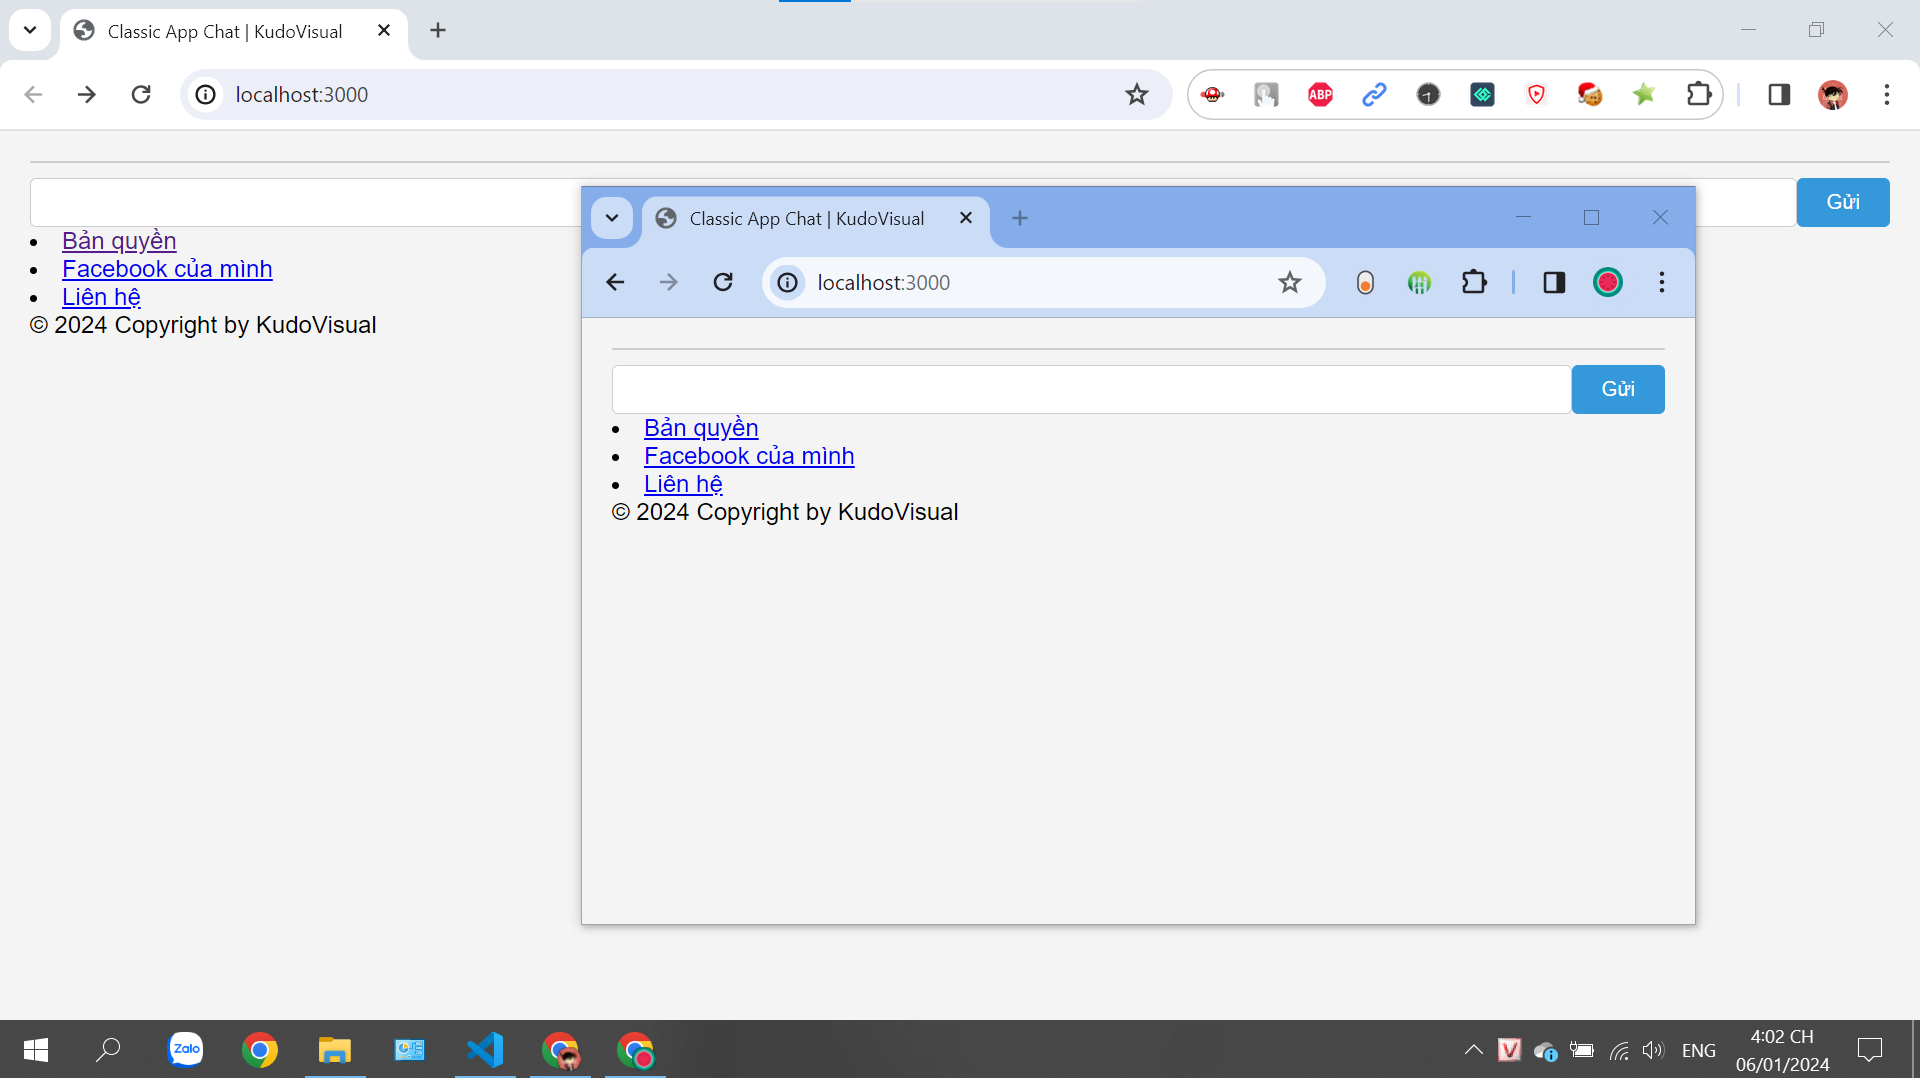 Classic App Chat | KudoVisual
localhost:3000
ABP
Gửi
Bản quyền
Facebook của mình
Liên hệ
© 2024 Copyright by KudoVisual
Classic App Chat | KudoVisual
localhost:3000
Gửi
Bản quyền
Facebook của mình
Liên hệ
© 2024 Copyright by KudoVisual
Zalo
V
ENG
4:02 CH
06/01/2024